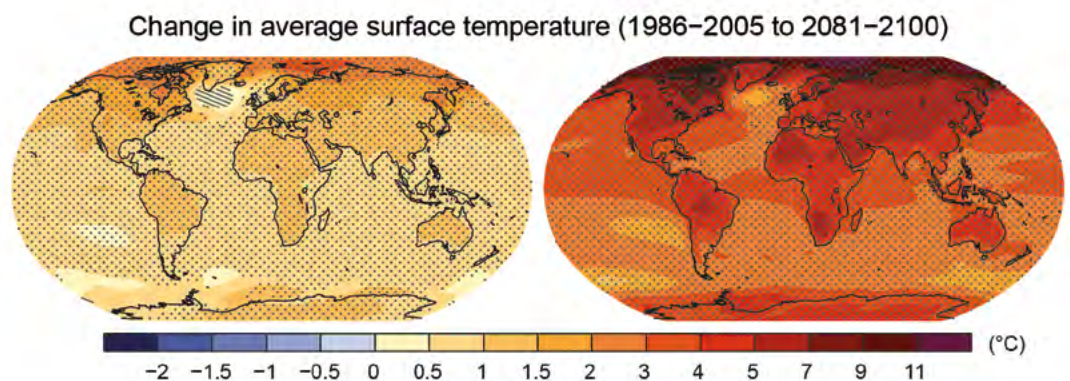 Change in average surface temperature (1986−2005 to 2081−2100)
(°C)
−2 −1.5 −1 −0.5 0 0.5 1 1.5 2 3 4 5 7 9 11